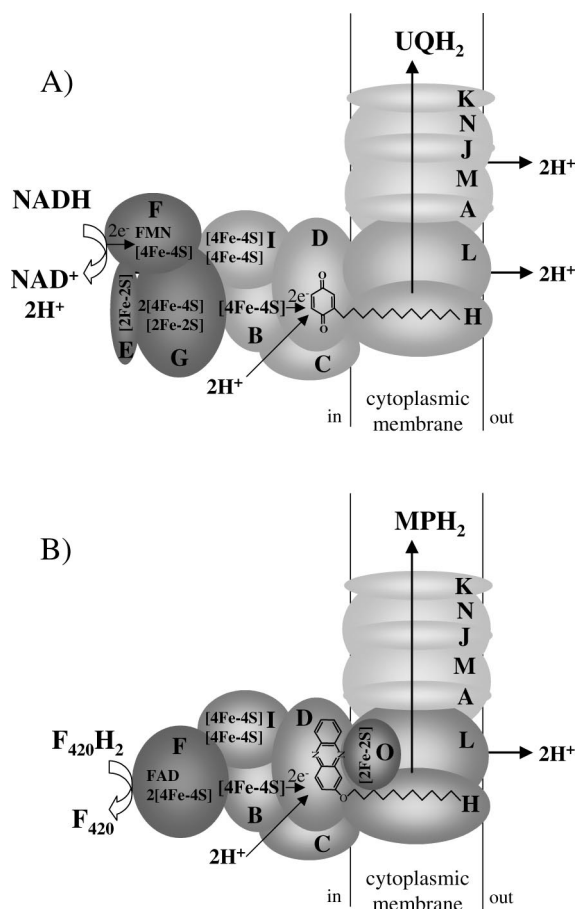 A)
UQH₂
K
N
J
2H⁺
M
A
NADH
F
2e⁻ FMN
[4Fe-4S]
[4Fe-4S] I
[4Fe-4S]
D
L
2H⁺
NAD⁺
2H⁺
[2Fe-2S]
2[4Fe-4S]
[2Fe-2S]
[4Fe-4S]
2e⁻
O
O
H
E
G
B
C
2H⁺
in
cytoplasmic
membrane
out
B)
MPH₂
K
N
J
M
A
F₄₂₀H₂
F
[4Fe-4S] I
[4Fe-4S]
D
N
N
[2Fe-2S]
O
L
2H⁺
FAD
2[4Fe-4S]
[4Fe-4S]
2e⁻
O
H
F₄₂₀
B
C
2H⁺
in
cytoplasmic
membrane
out